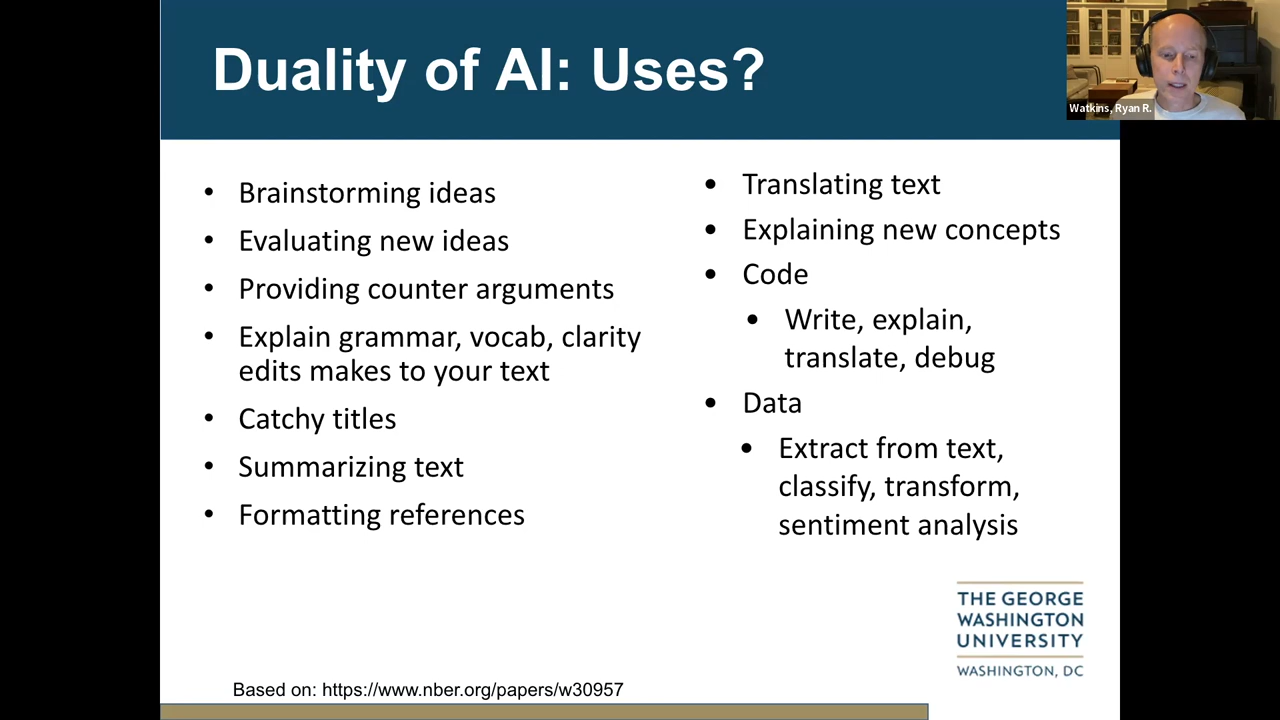 Duality of AI: Uses?
Watkins, Ryan R.
• Brainstorming ideas
• Evaluating new ideas
• Providing counter arguments
• Explain grammar, vocab, clarity
edits makes to your text
• Catchy titles
• Summarizing text
• Formatting references
• Translating text
• Explaining new concepts
• Code
• Write, explain,
translate, debug
• Data
• Extract from text,
classify, transform,
sentiment analysis
THE GEORGE
WASHINGTON
UNIVERSITY
WASHINGTON, DC
Based on: https://www.nber.org/papers/w30957